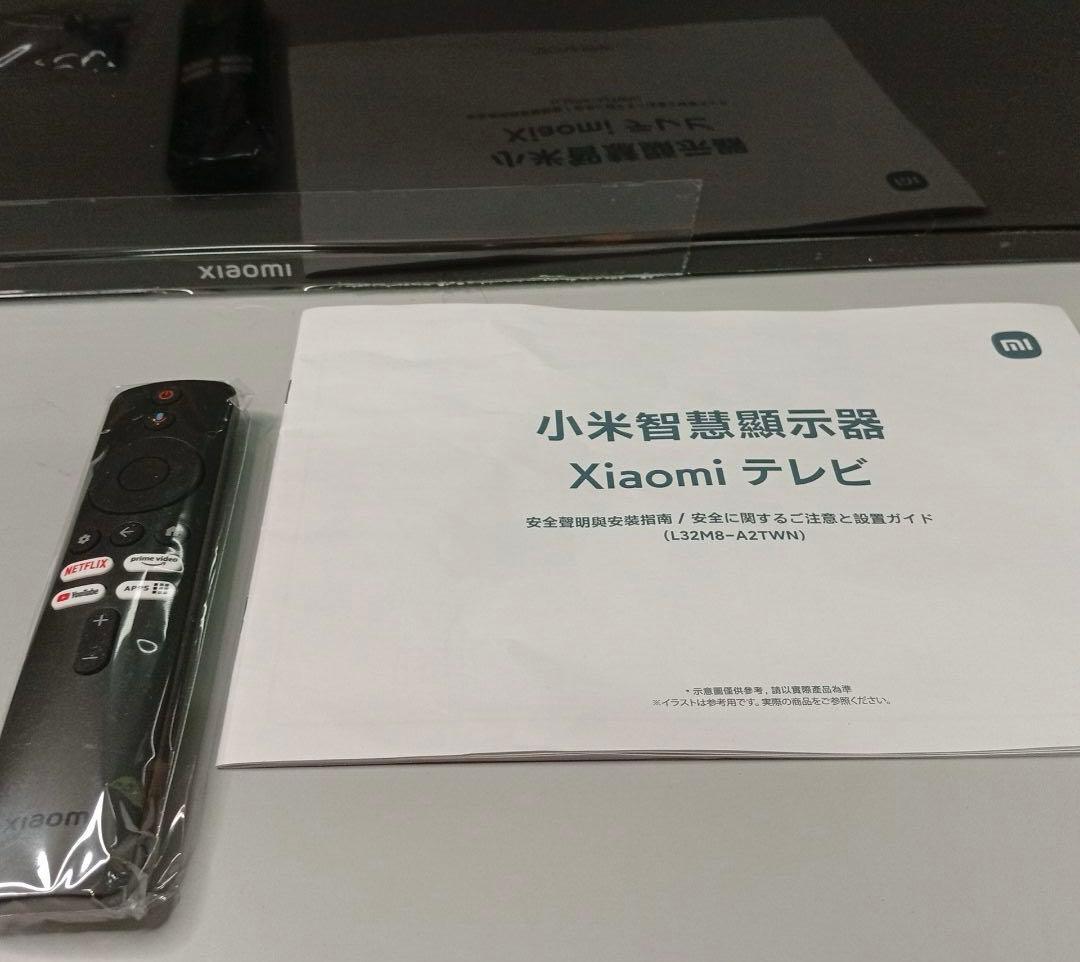 xiaomi
mi
小米智慧顯示器
Xiaomi テレビ
安全聲明與安裝指南 / 安全に関するご注意と設置ガイド
(L32M8-A2TWN)
* 示意圖僅供參考，請以實際產品為準
※イラストは参考用です。実際の商品をご参照ください。
NETFLIX
prime video
YouTube
APPS
+
-
xiaomi